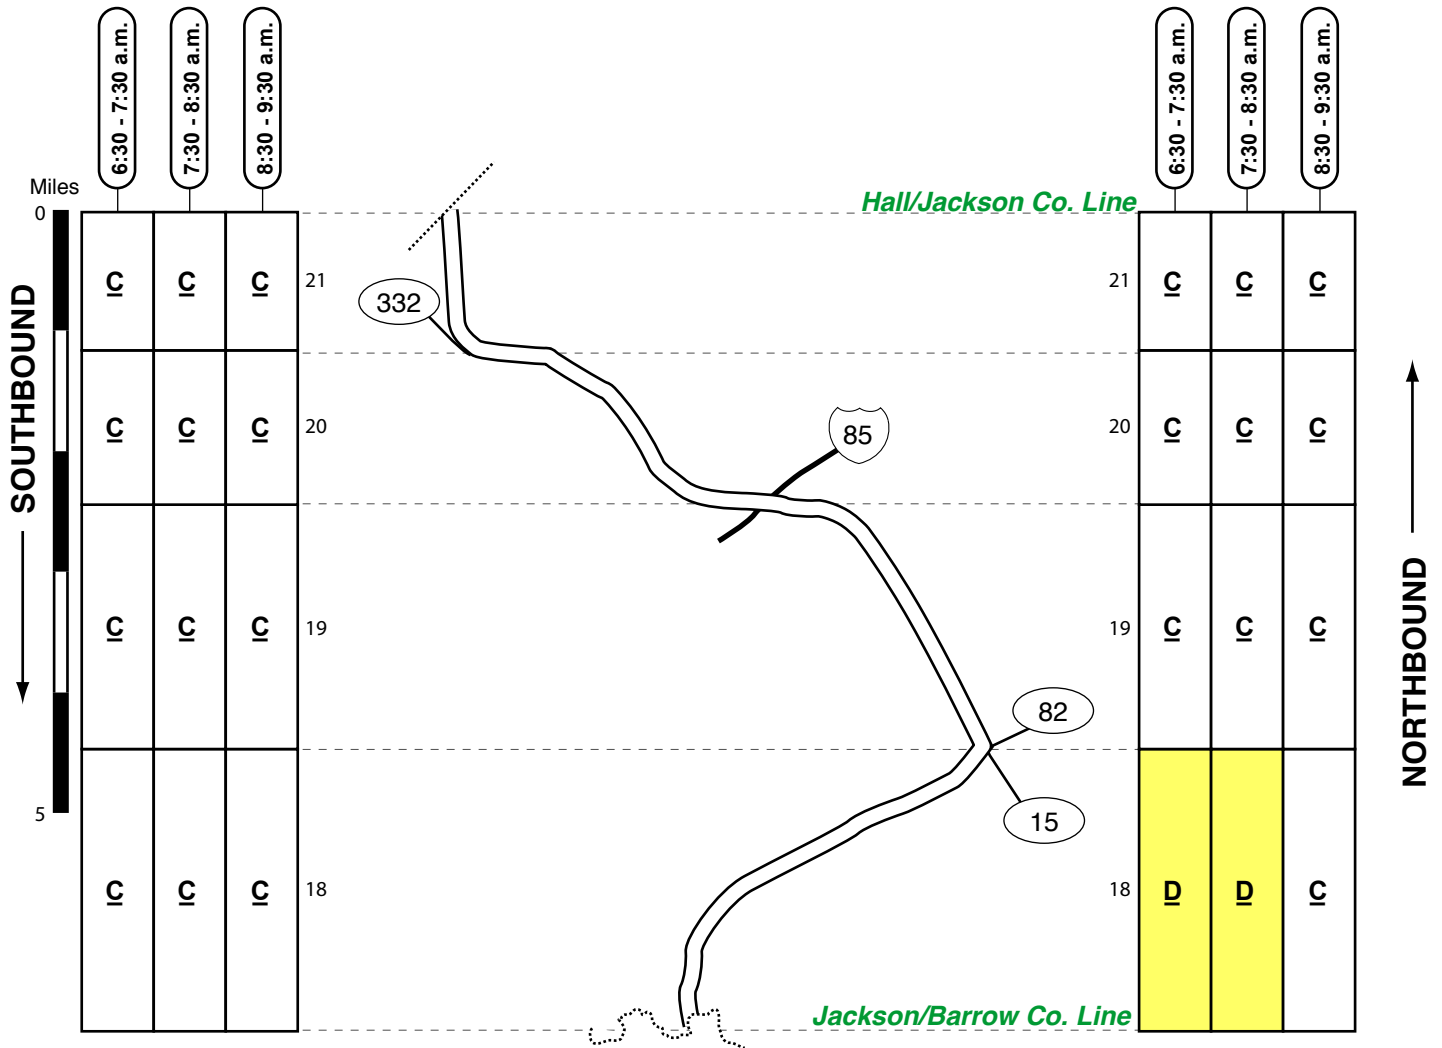 6:30 - 7:30 a.m.
7:30 - 8:30 a.m.
8:30 - 9:30 a.m.
6:30 - 7:30 a.m.
7:30 - 8:30 a.m.
8:30 - 9:30 a.m.
Miles
0
5
SOUTHBOUND
NORTHBOUND
Hall/Jackson Co. Line
C C C 21
21 C C C
332
C C C 20
20 C C C
85
C C C 19
19 C C C
82
15
C C C 18
18 D D C
Jackson/Barrow Co. Line